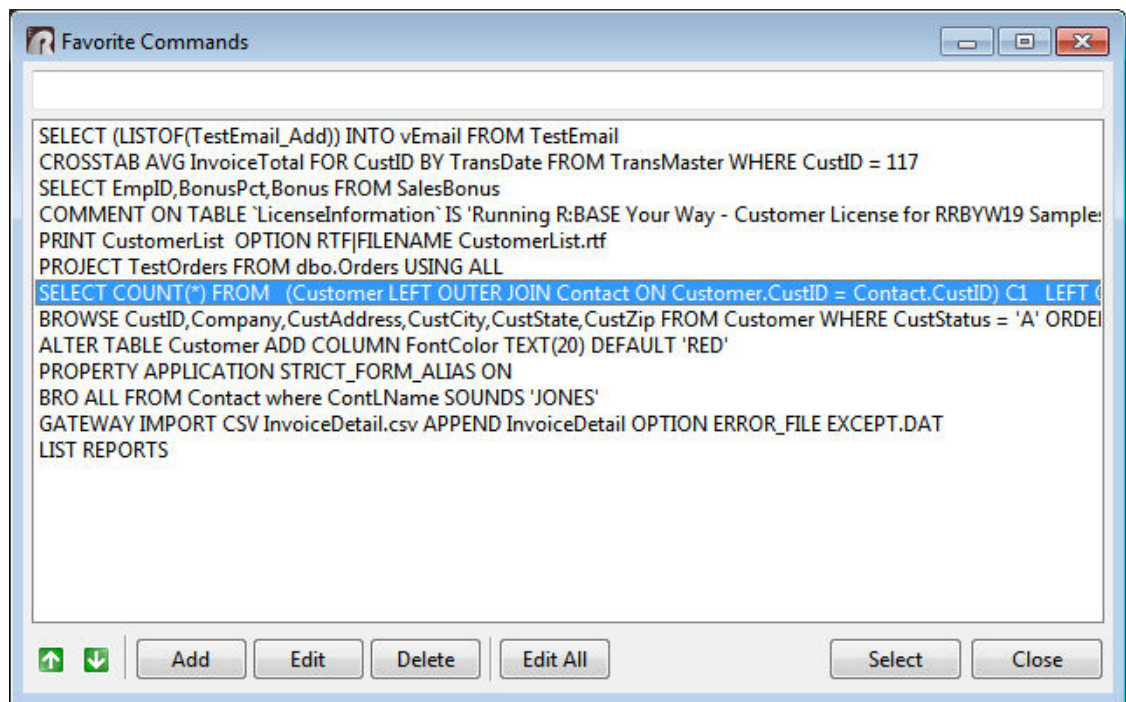 Favorite Commands
SELECT (LISTOF(TestEmail_Add)) INTO vEmail FROM TestEmail
CROSSTAB AVG InvoiceTotal FOR CustID BY TransDate FROM TransMaster WHERE CustID = 117
SELECT EmpID,BonusPct,Bonus FROM SalesBonus
COMMENT ON TABLE `LicenseInformation` IS 'Running R:BASE Your Way - Customer License for RRBYW19 Sample
PRINT CustomerList  OPTION RTF|FILENAME CustomerList.rtf
PROJECT TestOrders FROM dbo.Orders USING ALL
SELECT COUNT(*) FROM   (Customer LEFT OUTER JOIN Contact ON Customer.CustID = Contact.CustID) C1   LEFT
BROWSE CustID,Company,CustAddress,CustCity,CustState,CustZip FROM Customer WHERE CustStatus = 'A' ORDE
ALTER TABLE Customer ADD COLUMN FontColor TEXT(20) DEFAULT 'RED'
PROPERTY APPLICATION STRICT_FORM_ALIAS ON
BRO ALL FROM Contact where ContLName SOUNDS 'JONES'
GATEWAY IMPORT CSV InvoiceDetail.csv APPEND InvoiceDetail OPTION ERROR_FILE EXCEPT.DAT
LIST REPORTS
Add Edit Delete Edit All Select Close